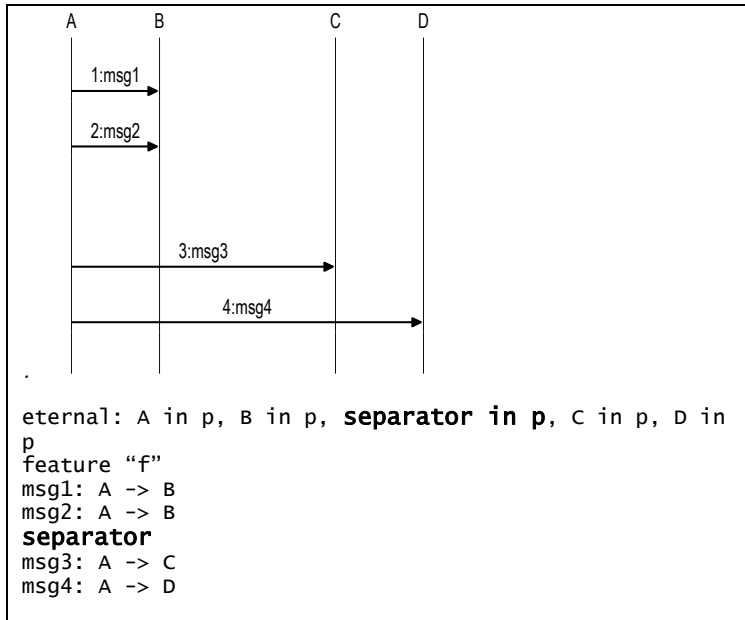 A B C D
1:msg1
2:msg2
3:msg3
4:msg4
.
eternal: A in p, B in p, separator in p, C in p, D in
p
feature “f”
msg1: A -> B
msg2: A -> B
separator
msg3: A -> C
msg4: A -> D